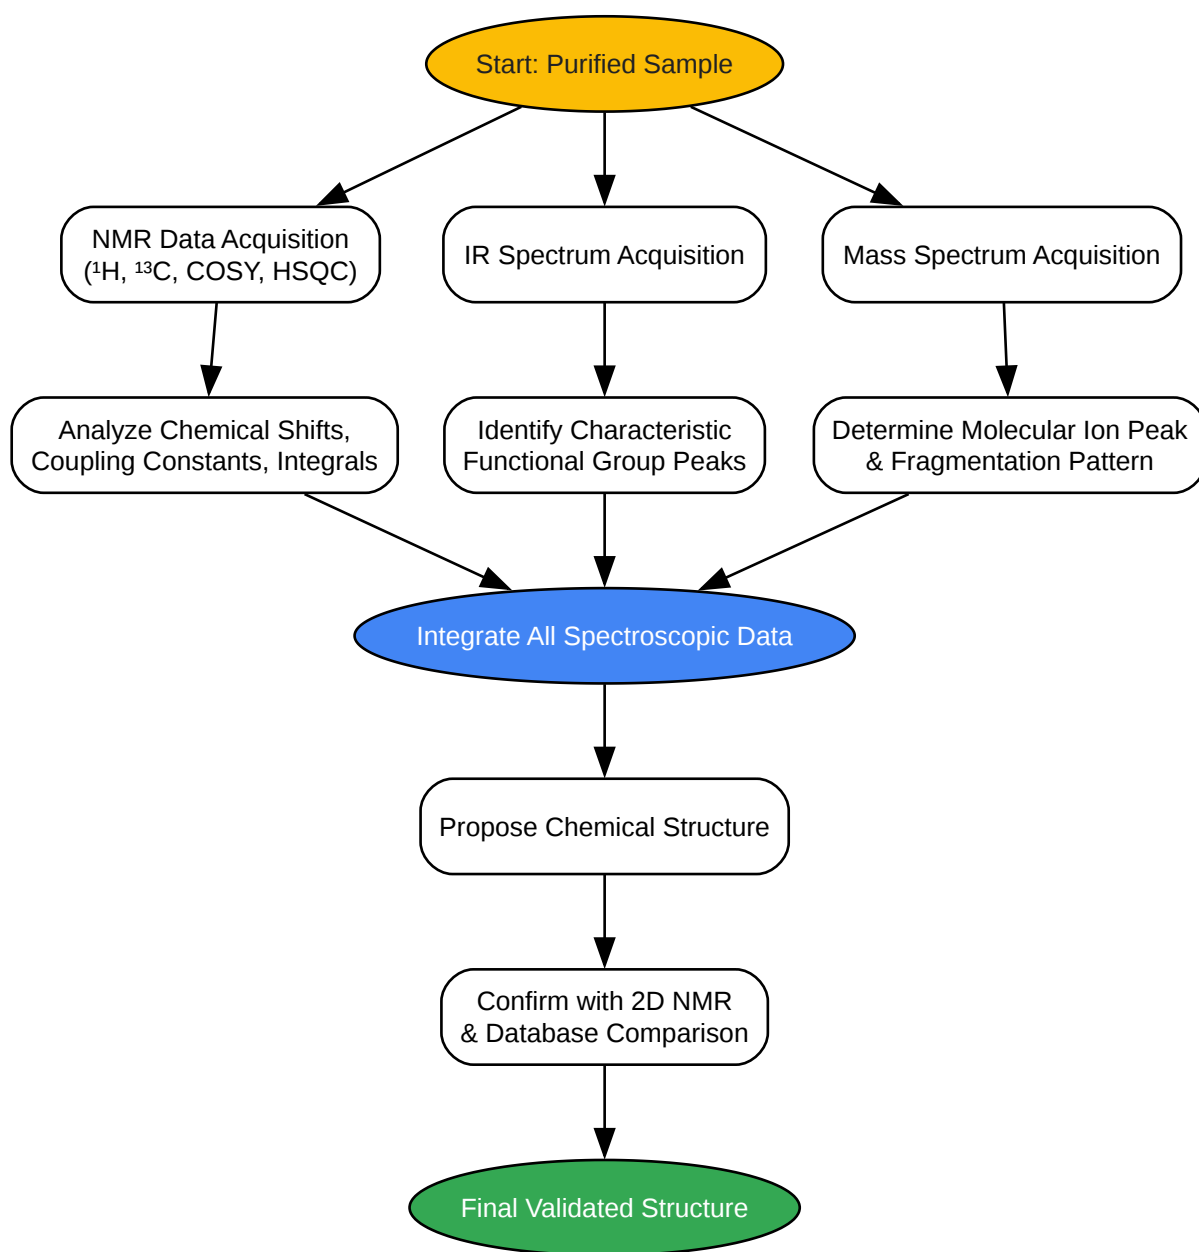 Start: Purified Sample
NMR Data Acquisition
(¹H, ¹³C, COSY, HSQC)
IR Spectrum Acquisition
Mass Spectrum Acquisition
Analyze Chemical Shifts,
Coupling Constants, Integrals
Identify Characteristic
Functional Group Peaks
Determine Molecular Ion Peak
& Fragmentation Pattern
Integrate All Spectroscopic Data
Propose Chemical Structure
Confirm with 2D NMR
& Database Comparison
Final Validated Structure